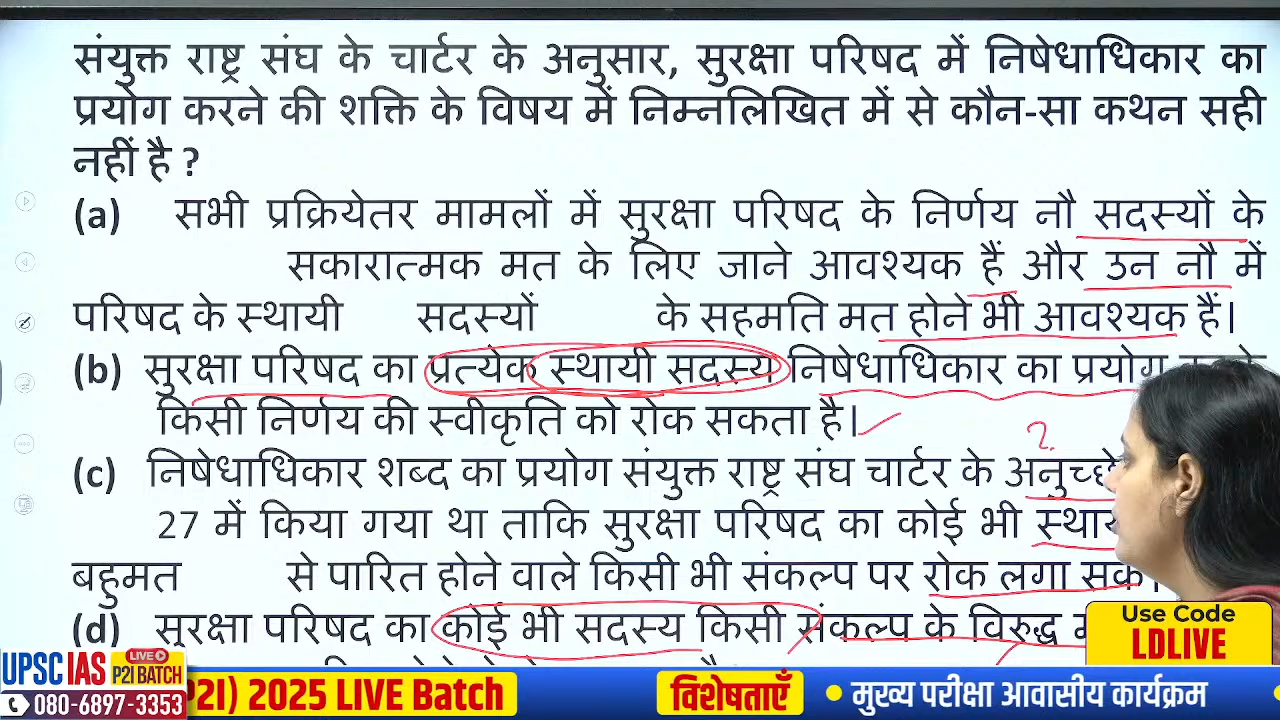 संयुक्त राष्ट्र संघ के चार्टर के अनुसार, सुरक्षा परिषद में निषेधाधिकार का
प्रयोग करने की शक्ति के विषय में निम्नलिखित में से कौन-सा कथन सही
नहीं है ?
(a) सभी प्रक्रियेतर मामलों में सुरक्षा परिषद के निर्णय नौ सदस्यों के
सकारात्मक मत के लिए जाने आवश्यक हैं और उन नौ में
परिषद के स्थायी सदस्यों के सहमति मत होने भी आवश्यक हैं।
(b) सुरक्षा परिषद का प्रत्येक स्थायी सदस्य निषेधाधिकार का प्रयोग
किसी निर्णय की स्वीकृति को रोक सकता है।
?
(c) निषेधाधिकार शब्द का प्रयोग संयुक्त राष्ट्र संघ चार्टर के
27 में किया गया था ताकि सुरक्षा परिषद का कोई भी
बहुमत से पारित होने वाले किसी भी संकल्प पर रोक लगा सके।
(d) सुरक्षा परिषद का कोई भी सदस्य किसी संकल्प के विरुद्ध
Use Code
LDLIVE
UPSC IAS LIVE P2I BATCH
080-6897-3353
P2I) 2025 LIVE Batch विशेषताएँ • मुख्य परीक्षा आवासीय कार्यक्रम